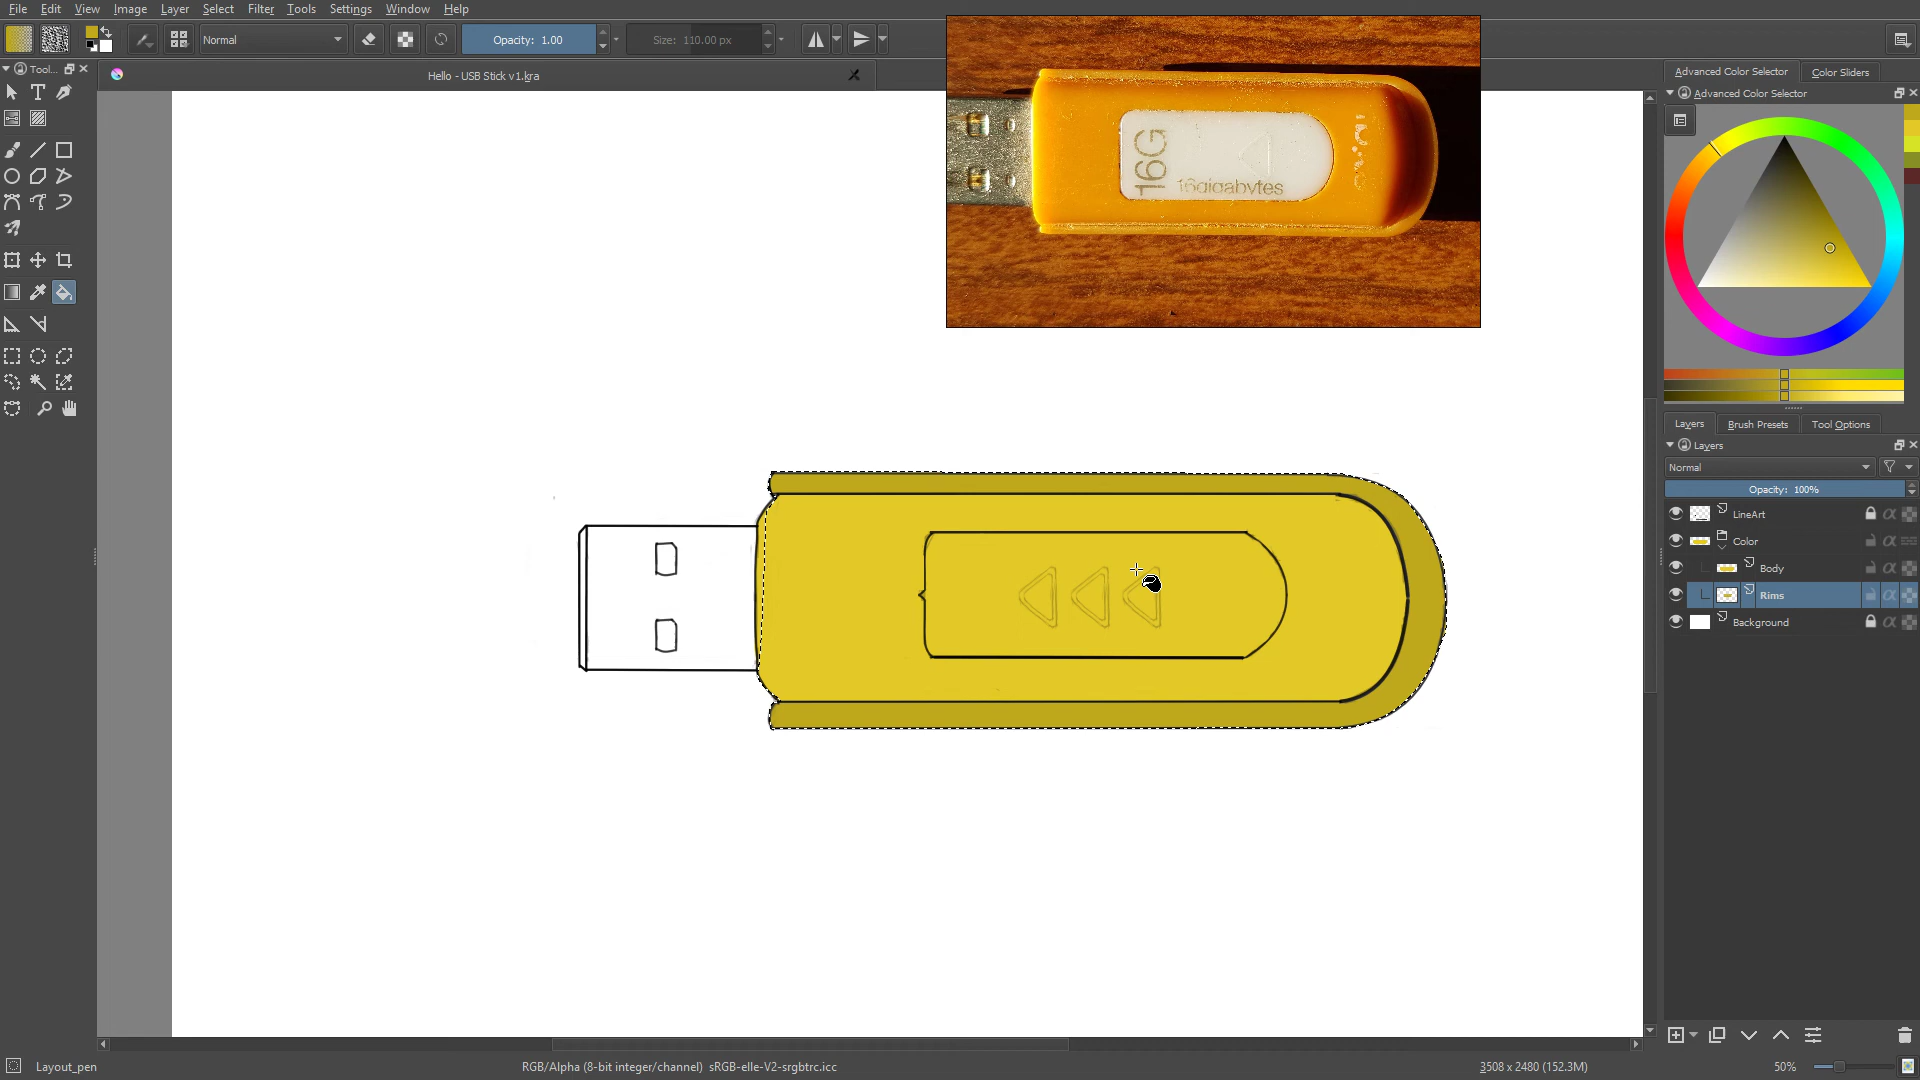 File Edit View Image Layer Select Filter Tools Settings Window Help
Normal
Opacity: 1.00
Size: 110.00 px
Tool...
Hello - USB Stick v1.kra
16G
16gigabytes
Advanced Color Selector
Color Sliders
Advanced Color Selector
Layers
Brush Presets
Tool Options
Layers
Normal
Opacity: 100%
LineArt
Color
Body
Rims
Background
Layout_pen
RGB/Alpha (8-bit integer/channel) sRGB-elle-V2-srgbtrc.icc
3508 x 2480 (152.3M)
50%